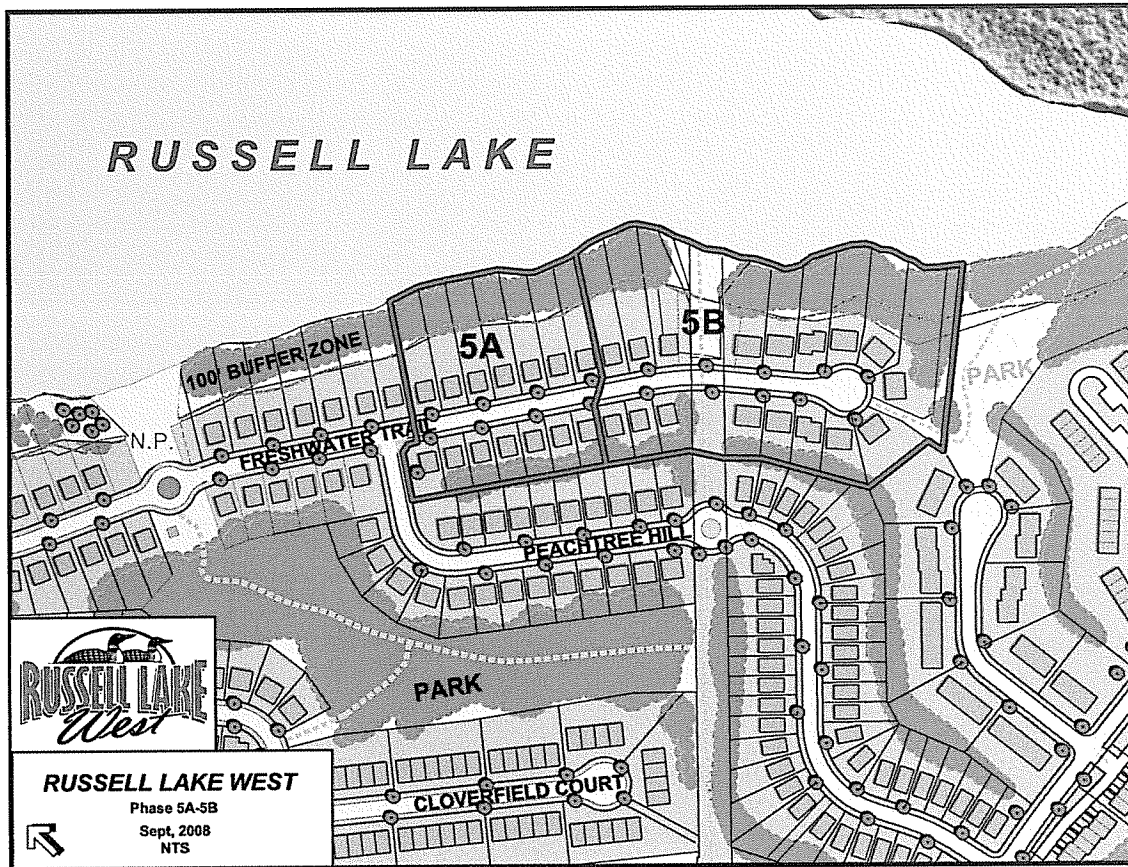 RUSSELL LAKE
100' BUFFER ZONE
5A
5B
PARK
N.P.
FRESHWATER TRAIL
PEACHTREE HILL
PARK
CLOVERFIELD COURT
RUSSELL LAKE
West
RUSSELL LAKE WEST
Phase 5A-5B
Sept, 2008
NTS